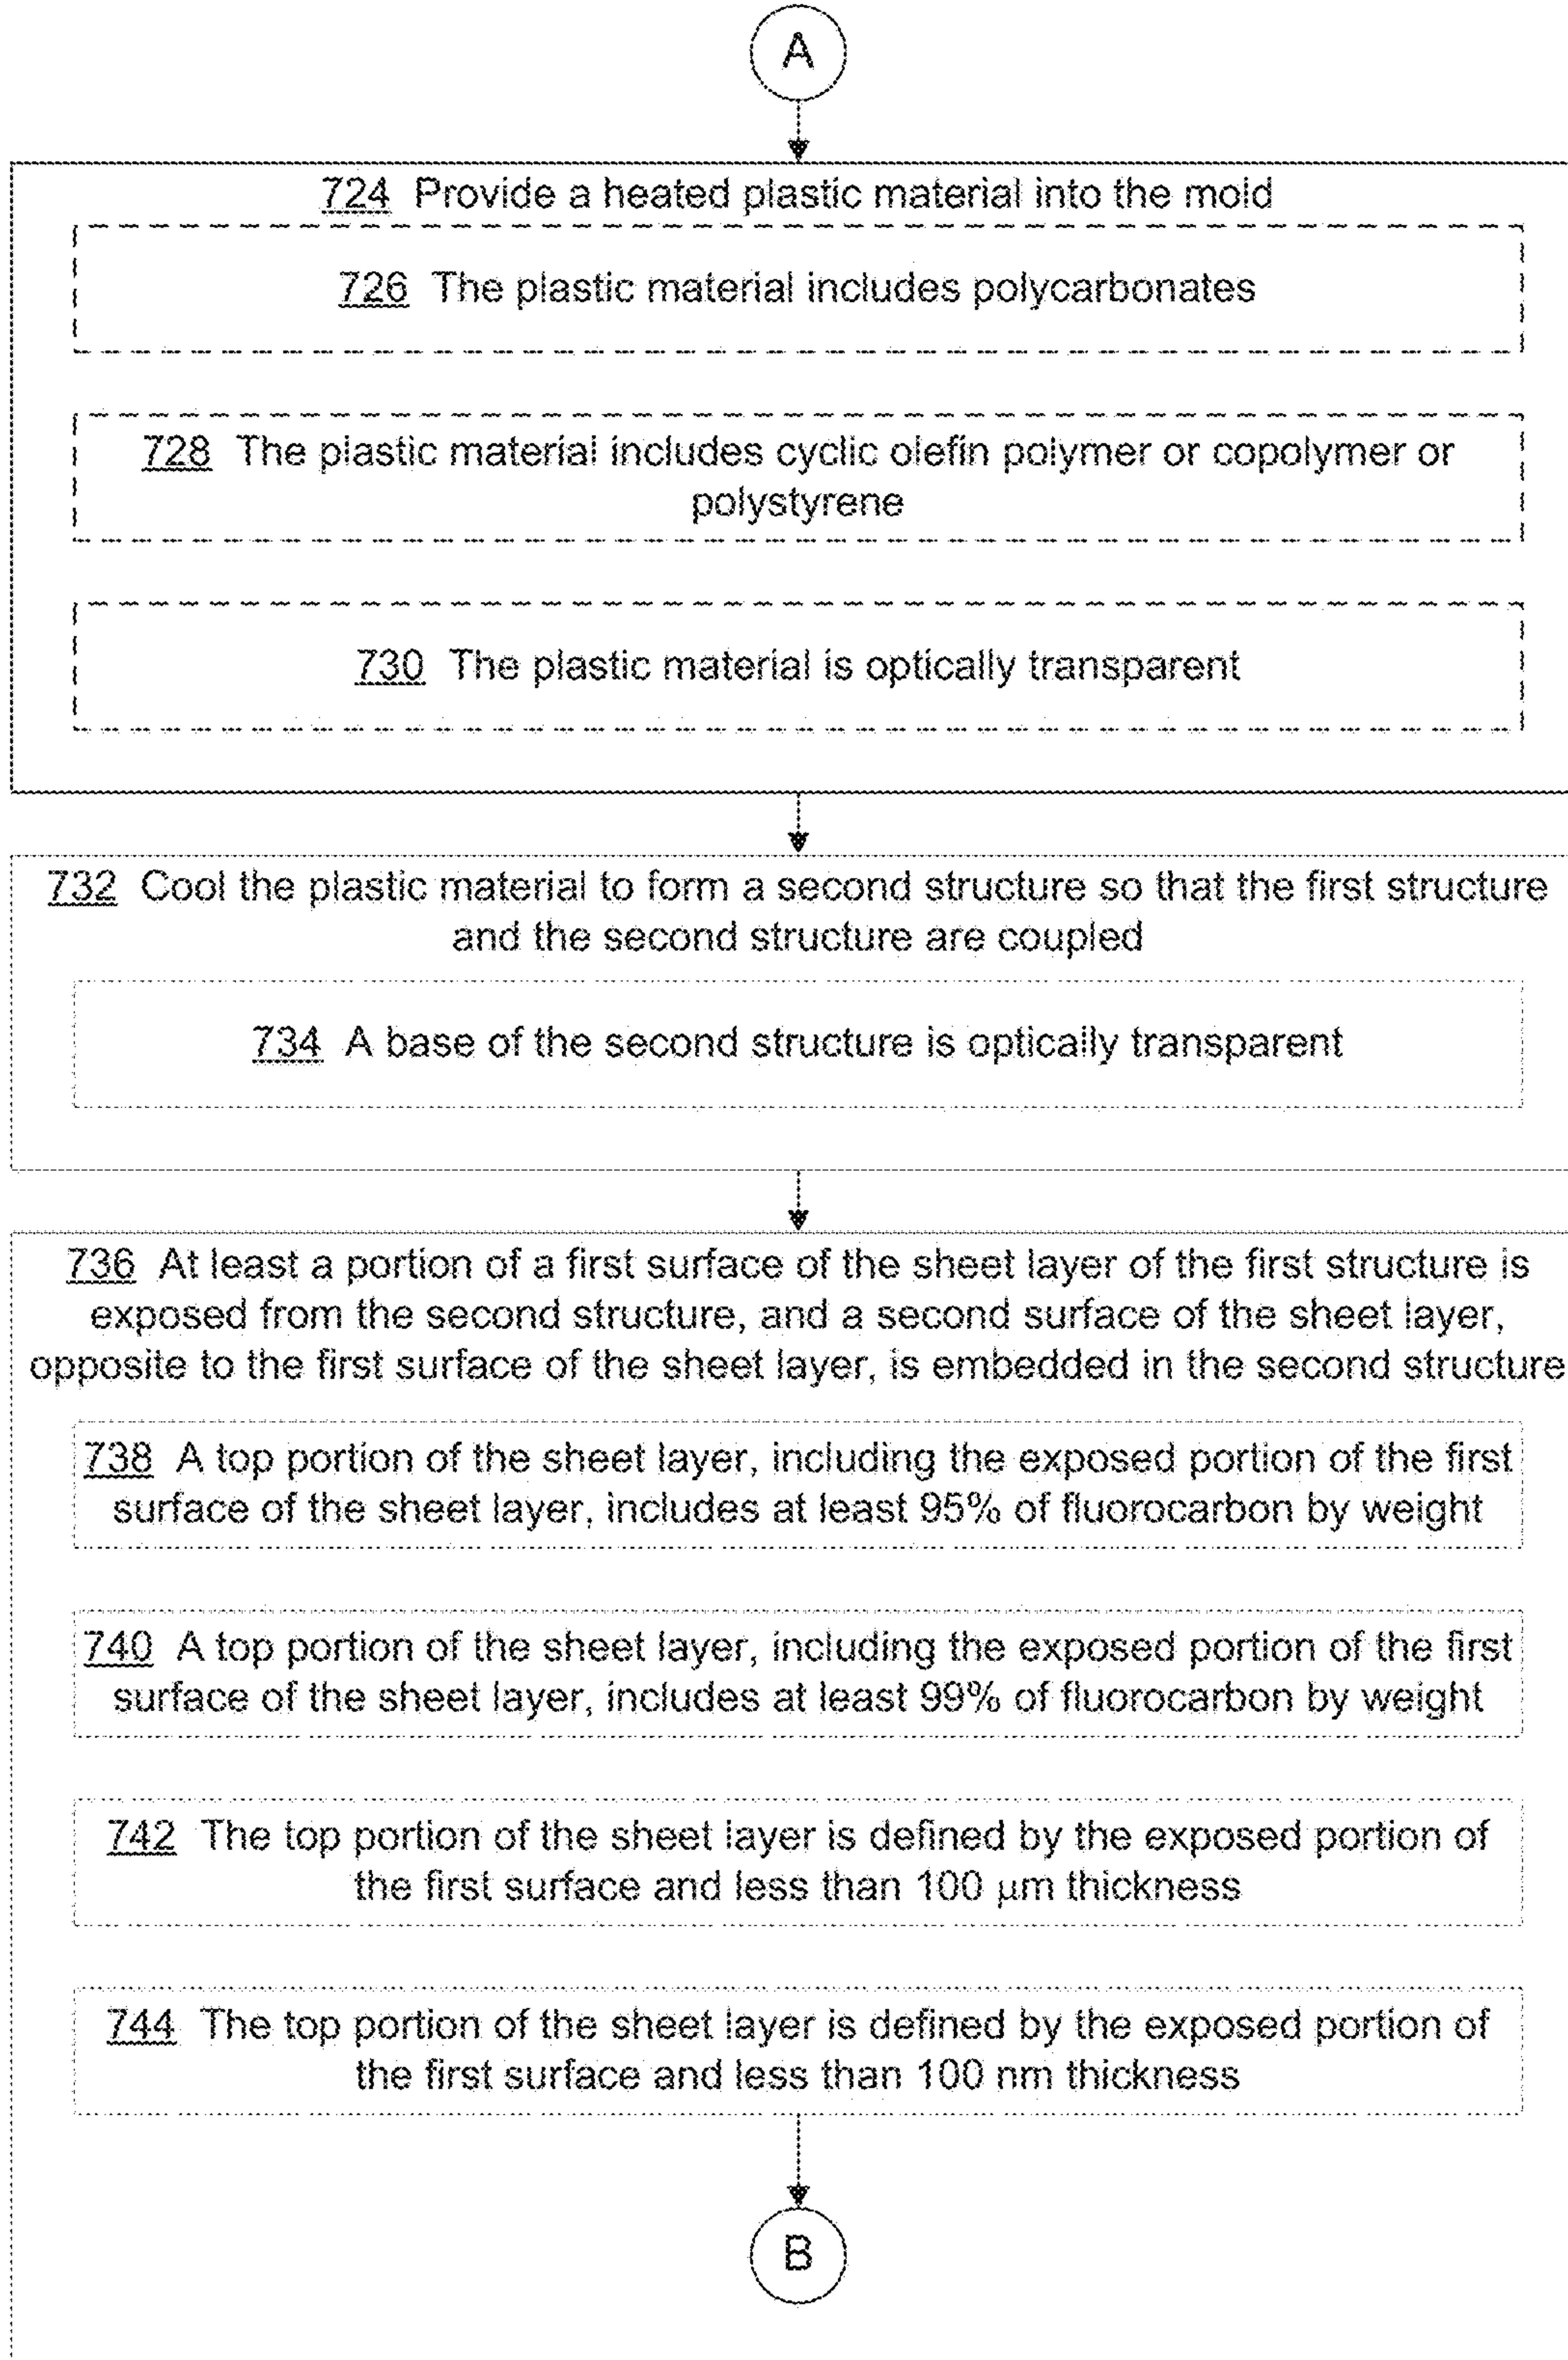 A
724 Provide a heated plastic material into the mold
726 The plastic material includes polycarbonates
728 The plastic material includes cyclic olefin polymer or copolymer or
polystyrene
730 The plastic material is optically transparent
732 Cool the plastic material to form a second structure so that the first structure
and the second structure are coupled
734 A base of the second structure is optically transparent
736 At least a portion of a first surface of the sheet layer of the first structure is
exposed from the second structure, and a second surface of the sheet layer,
opposite to the first surface of the sheet layer, is embedded in the second structure
738 A top portion of the sheet layer, including the exposed portion of the first
surface of the sheet layer, includes at least 95% of fluorocarbon by weight
740 A top portion of the sheet layer, including the exposed portion of the first
surface of the sheet layer, includes at least 99% of fluorocarbon by weight
742 The top portion of the sheet layer is defined by the exposed portion of
the first surface and less than 100 μm thickness
744 The top portion of the sheet layer is defined by the exposed portion of
the first surface and less than 100 nm thickness
B